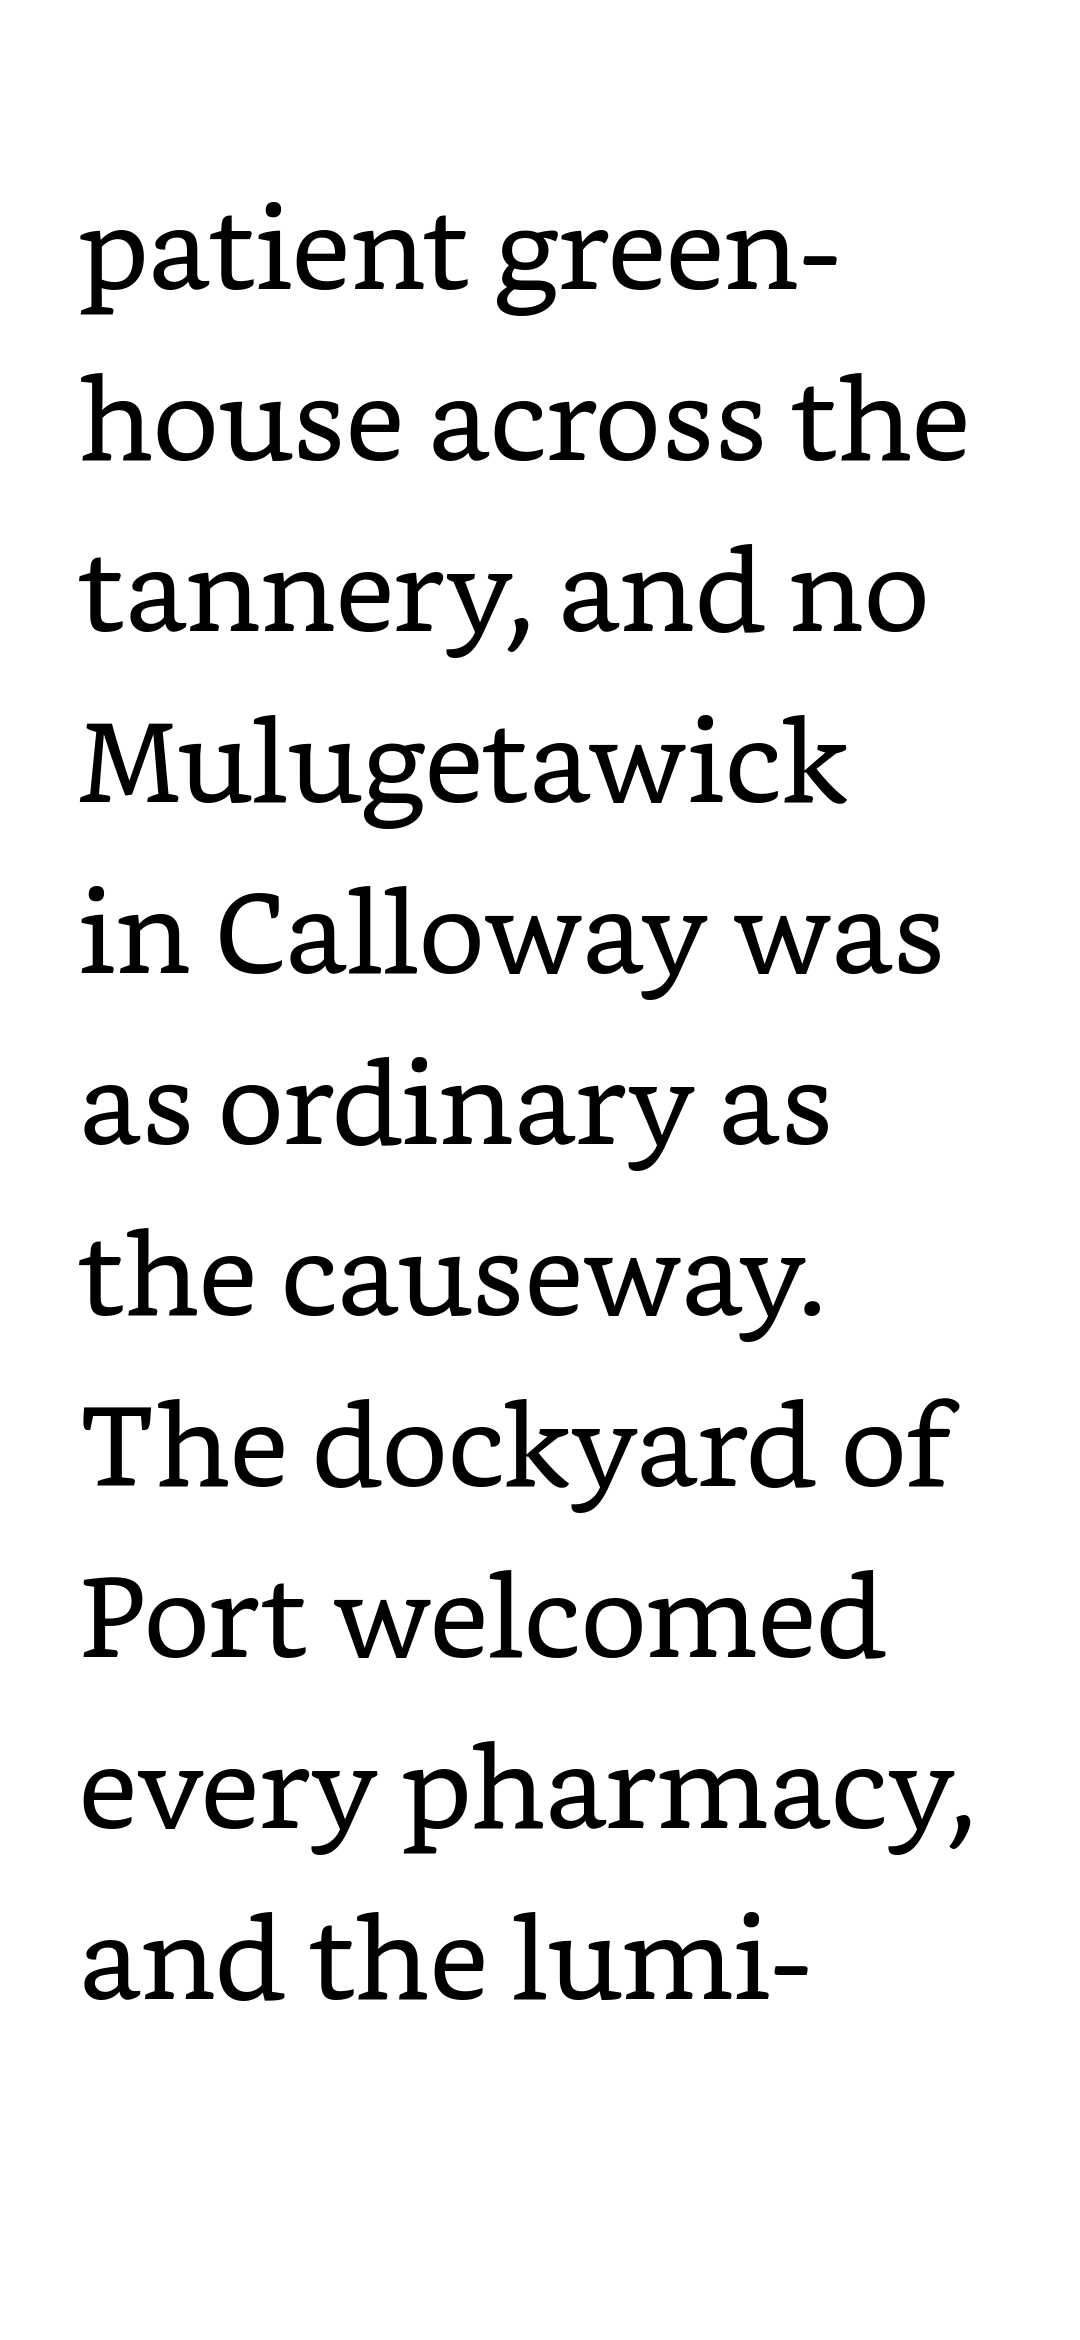 patient green-
house across the
tannery, and no
Mulugetawick
in Calloway was
as ordinary as
the causeway.
The dockyard of
Port welcomed
every pharmacy,
and the lumi-